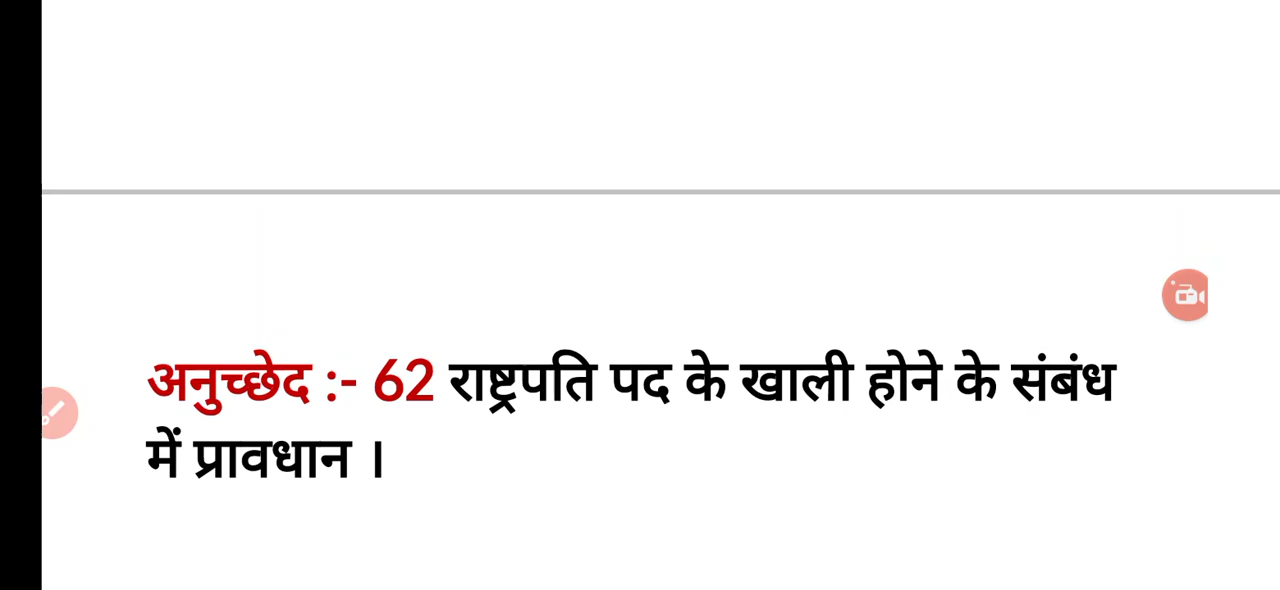 अनुच्छेद :- 62 राष्ट्रपति पद के खाली होने के संबंध
में प्रावधान ।